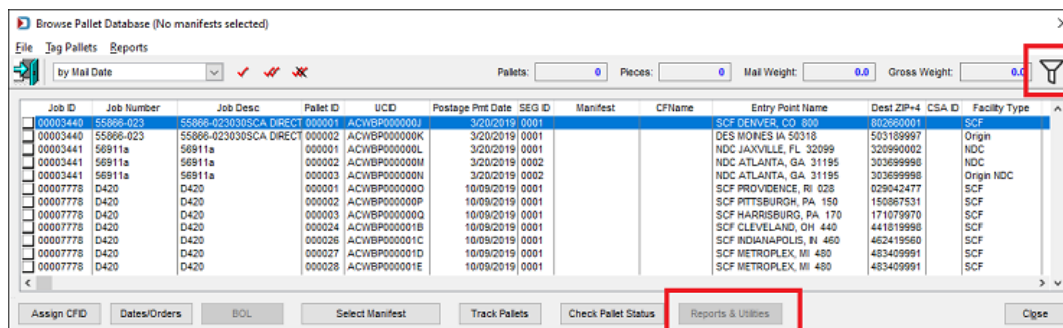 Browse Pallet Database (No manifests selected)
File Tag Pallets Reports
by Mail Date Pallets: 0 Pieces: 0 Mail Weight: 0.0 Gross Weight: 0.0
Job ID Job Number Job Desc Pallet ID UCID Postage Pmt Date SEG ID Manifest CFName Entry Point Name Dest ZIP+4 CSA ID Facility Type
00003440 55866-023 55866-023030SCA DIRECT 000001 ACWBP000000J 3/20/2019 0001 SCF DENVER, CO 800 802660001 SCF
00003440 55866-023 55866-023030SCA DIRECT 000002 ACWBP000000K 3/20/2019 0001 DES MOINES IA 50318 503189997 Origin
00003441 56911a 56911a 000001 ACWBP000000L 3/20/2019 0001 NDC JAXVILLE, FL 32099 320990002 NDC
00003441 56911a 56911a 000002 ACWBP000000M 3/20/2019 0002 NDC ATLANTA, GA 31195 303699998 NDC
00003441 56911a 56911a 000003 ACWBP000000N 3/20/2019 0002 NDC ATLANTA, GA 31195 303699998 Origin NDC
00007778 D420 D420 000001 ACWBP000000O 10/09/2019 0001 SCF PROVIDENCE, RI 028 029042477 SCF
00007778 D420 D420 000002 ACWBP000000P 10/09/2019 0001 SCF PITTSBURGH, PA 150 150867531 SCF
00007778 D420 D420 000003 ACWBP000000Q 10/09/2019 0001 SCF HARRISBURG, PA 170 171079970 SCF
00007778 D420 D420 000024 ACWBP000001B 10/09/2019 0001 SCF CLEVELAND, OH 440 441819998 SCF
00007778 D420 D420 000026 ACWBP000001C 10/09/2019 0001 SCF INDIANAPOLIS, IN 460 462419560 SCF
00007778 D420 D420 000027 ACWBP000001D 10/09/2019 0001 SCF METROPLEX, MI 480 483409991 SCF
00007778 D420 D420 000028 ACWBP000001E 10/09/2019 0001 SCF METROPLEX, MI 480 483409991 SCF
Assign CFID Dates/Orders BOL Select Manifest Track Pallets Check Pallet Status Reports & Utilities Close